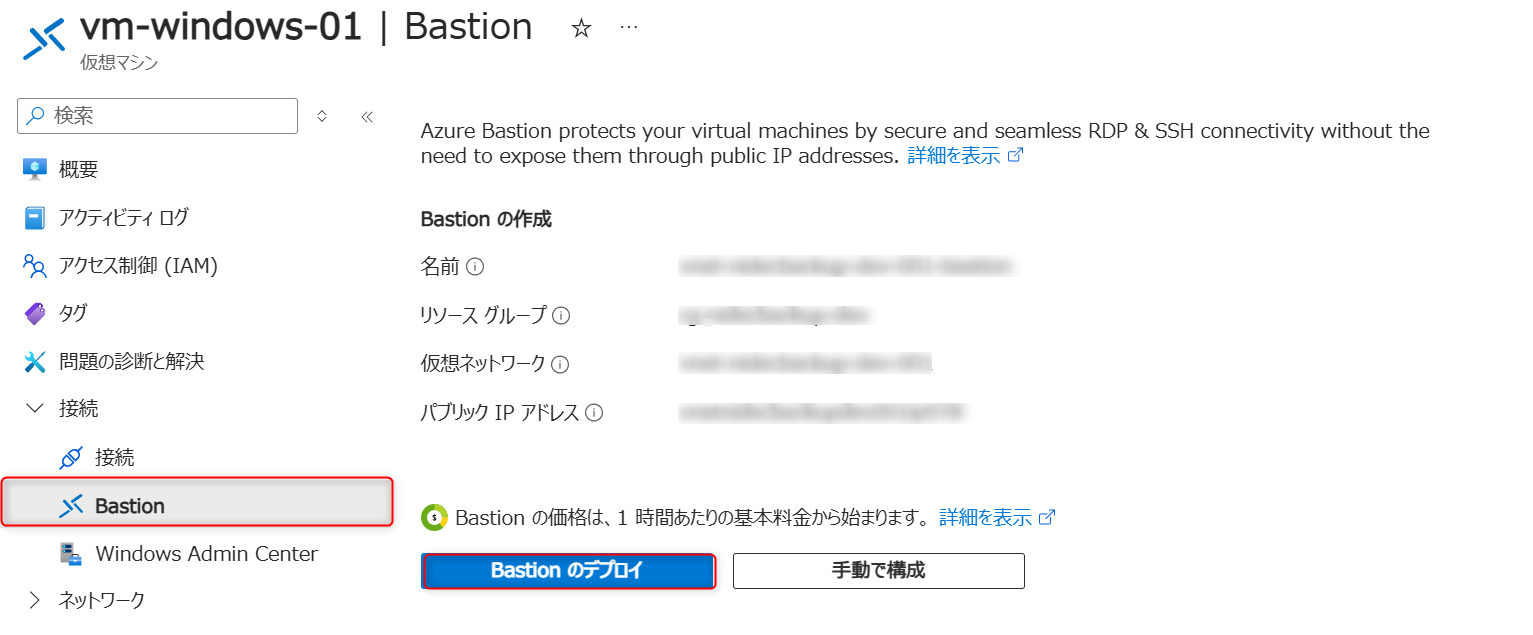 vm-windows-01 | Bastion
仮想マシン
検索
概要
アクティビティ ログ
アクセス制御 (IAM)
タグ
問題の診断と解決
接続
接続
Bastion
Windows Admin Center
ネットワーク
Azure Bastion protects your virtual machines by secure and seamless RDP & SSH connectivity without the
need to expose them through public IP addresses. 詳細を表示
Bastion の作成
名前
リソース グループ
仮想ネットワーク
パブリック IP アドレス
Bastion の価格は、1 時間あたりの基本料金から始まります。 詳細を表示
Bastion のデプロイ
手動で構成